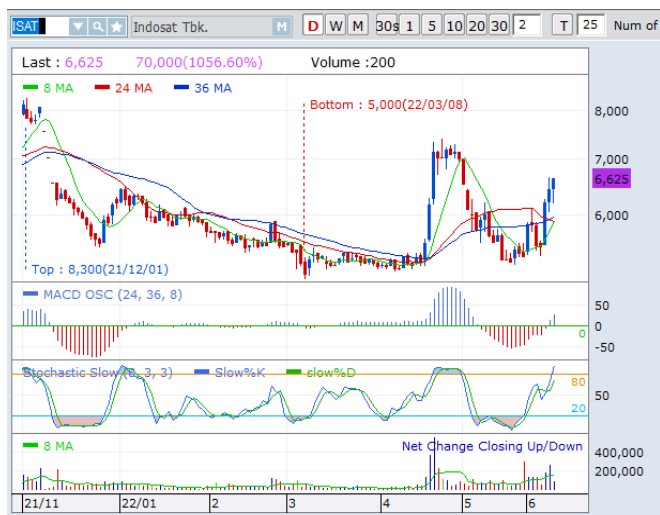 ISAT Indosat Tbk. M D W M 30s 1 5 10 20 30 2 T 25 Num of
Last : 6,625 70,000(1056.60%) Volume :200
8 MA 24 MA 36 MA
Bottom : 5,000(22/03/08)
8,000
7,000
6,625
6,000
Top : 8,300(21/12/01)
MACD OSC (24, 36, 8)
50
0
0
-50
Stochastic Slow( , 3, 3) Slow%K slow%D
80
50
20
8 MA Net Change Closing Up/Down
400,000
200,000
21/11 22/01 2 3 4 5 6